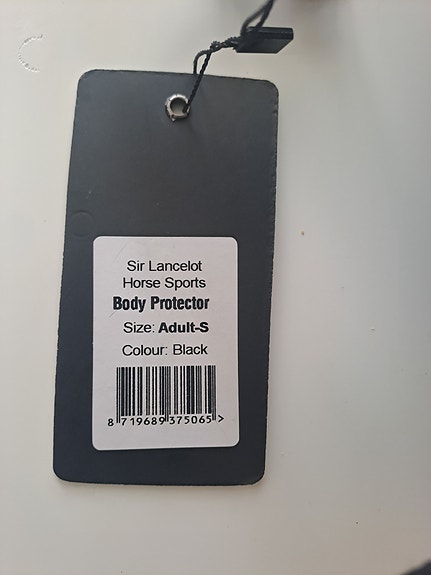 Sir Lancelot
Horse Sports
Body Protector
Size: Adult-S
Colour: Black
8 719689 375065 >